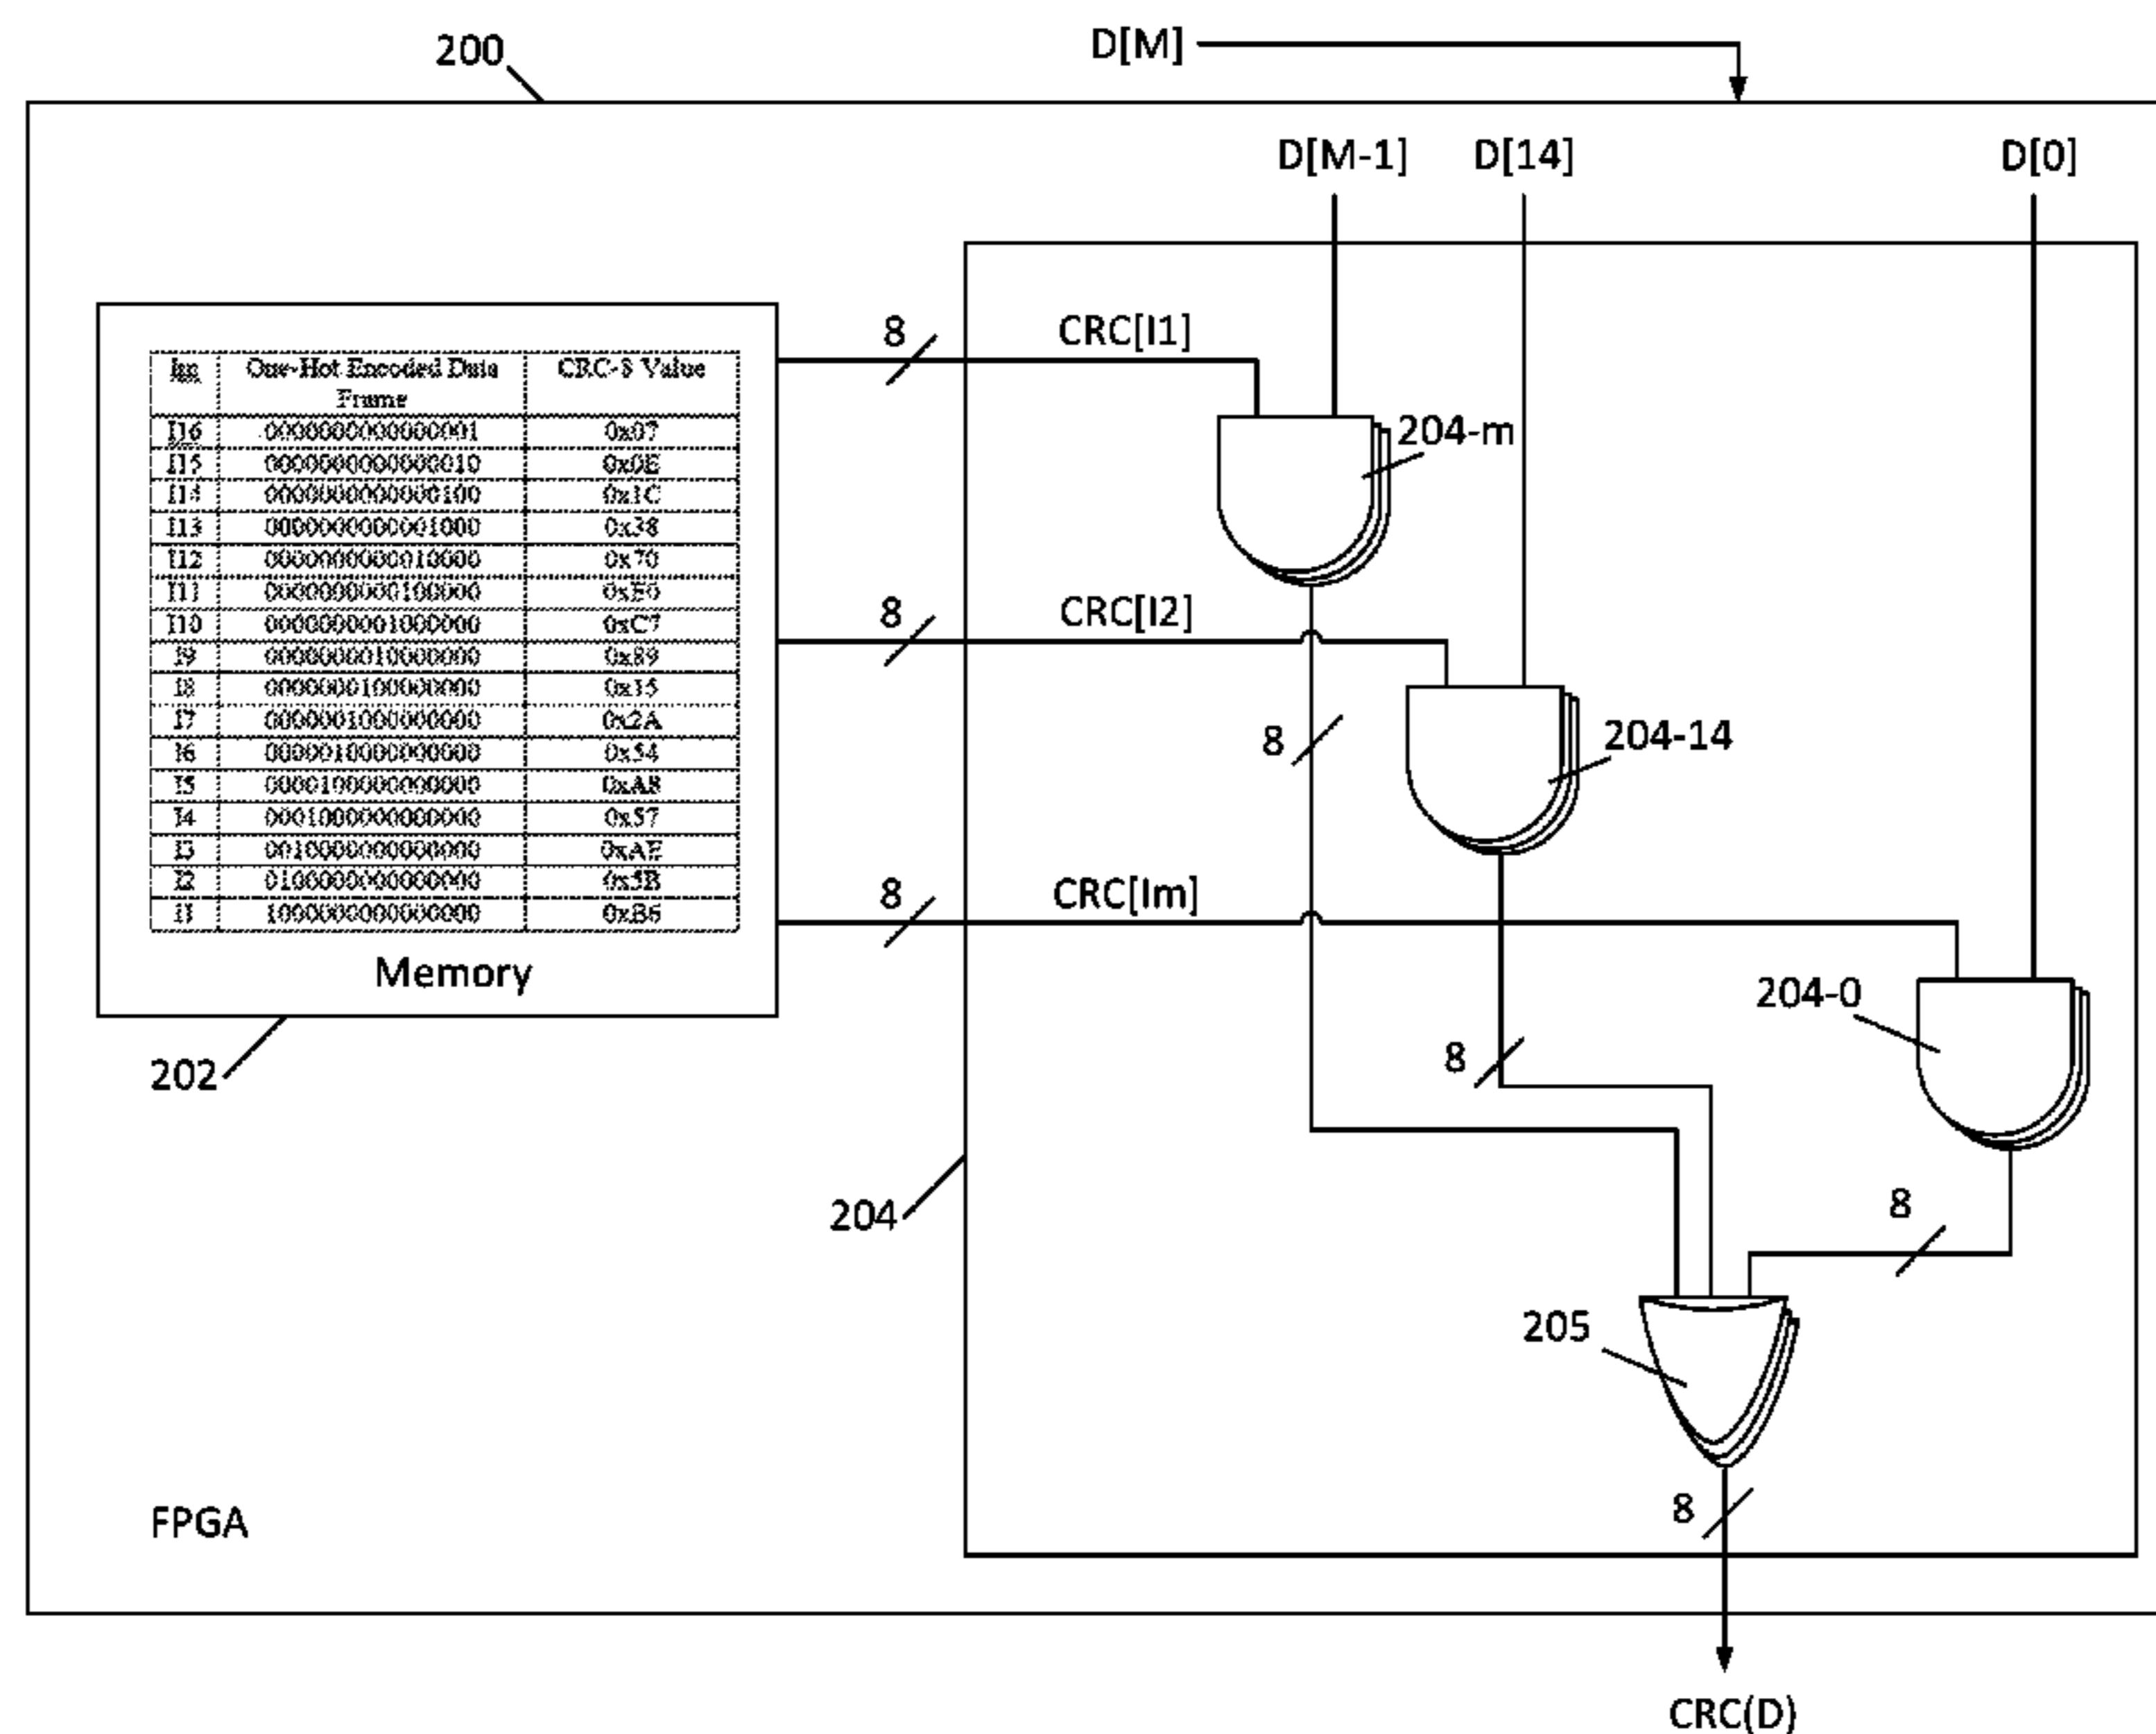 200
D[M]
D[M-1] D[14] D[0]
Im One-Hot Encoded Data Frame CRC-8 Value
I16 0000000000000001 0x07
I15 0000000000000010 0x0E
I14 0000000000000100 0x1C
I13 0000000000001000 0x38
I12 0000000000010000 0x70
I11 0000000000100000 0xE0
I10 0000000001000000 0xC7
I9 0000000010000000 0x89
I8 0000000100000000 0x15
I7 0000001000000000 0x2A
I6 0000010000000000 0x54
I5 0000100000000000 0xA8
I4 0001000000000000 0x57
I3 0010000000000000 0xAE
I2 0100000000000000 0x5B
I1 1000000000000000 0xB6
Memory
202
8 CRC[I1]
204-m
8 CRC[I2]
8
204-14
8 CRC[Im]
204-0
8
204
8
205
8
FPGA
CRC(D)